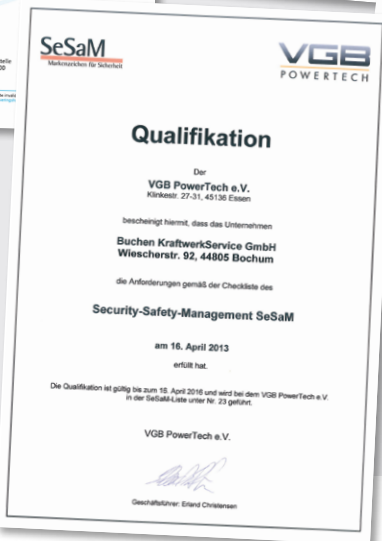 SeSaM
Markenzeichen für Sicherheit
VGB
POWERTECH
Qualifikation
Der
VGB PowerTech e.V.
Klinkestr. 27-31, 45136 Essen
bescheinigt hiermit, dass das Unternehmen
Buchen KraftwerkService GmbH
Wiescherstr. 92, 44805 Bochum
die Anforderungen gemäß der Checkliste des
Security-Safety-Management SeSaM
am 16. April 2013
erfüllt hat.
Die Qualifikation ist gültig bis zum 16. April 2016 und wird bei dem VGB PowerTech e.V.
in der SeSaM-Liste unter Nr. 23 geführt.
VGB PowerTech e.V.
Geschäftsführer: Erland Christensen